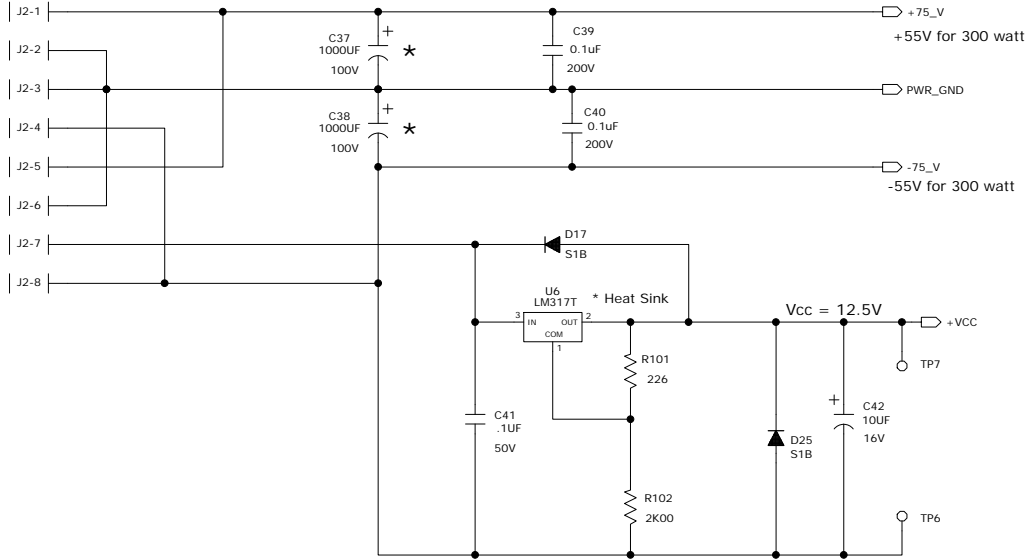 J2-1
+75_V
+55V for 300 watt
J2-2
C37
1000UF
100V
+
*
C39
0.1uF
200V
J2-3
PWR_GND
J2-4
C38
1000UF
100V
+
*
C40
0.1uF
200V
J2-5
-75_V
-55V for 300 watt
J2-6
J2-7
D17
S1B
J2-8
U6
LM317T
* Heat Sink
Vcc = 12.5V
3
IN
OUT
2
COM
1
+VCC
R101
226
TP7
C41
.1UF
50V
+
C42
10UF
16V
D25
S1B
R102
2K00
TP6